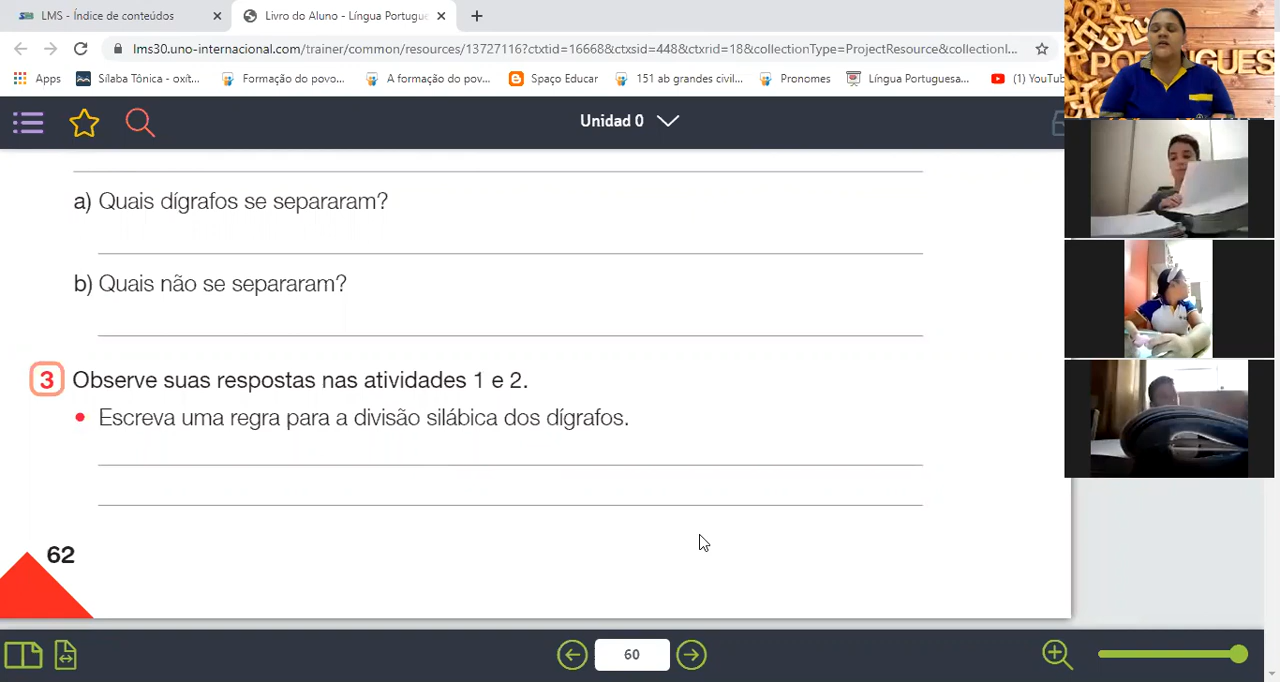 LMS - Índice de conteúdos
Livro do Aluno - Língua Portugu
lms30.uno-internacional.com/trainer/common/resources/13727116?ctxtid=16668&ctxsid=448&ctxrid=18&collectionType=ProjectResource&collectionI...
Apps
Sílaba Tônica - oxít...
Formação do povo...
A formação do pov...
Spaço Educar
151 ab grandes civil...
Pronomes
Língua Portuguesa...
(1) YouTub
PORTUGUES
Unidad 0
a) Quais dígrafos se separaram?
b) Quais não se separaram?
3 Observe suas respostas nas atividades 1 e 2.
• Escreva uma regra para a divisão silábica dos dígrafos.
62
60